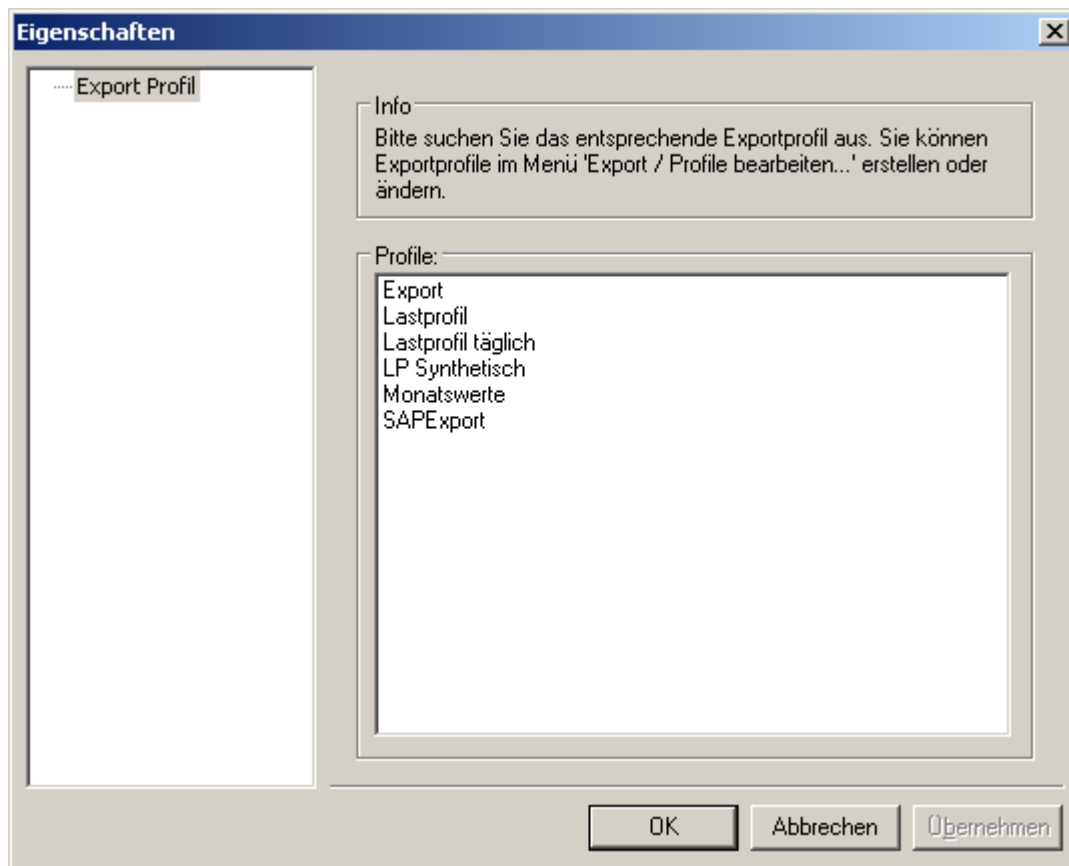 Eigenschaften
Export Profil
Info
Bitte suchen Sie das entsprechende Exportprofil aus. Sie können
Exportprofile im Menü 'Export / Profile bearbeiten...' erstellen oder
ändern.
Profile:
Export
Lastprofil
Lastprofil täglich
LP Synthetisch
Monatswerte
SAPExport
OK
Abbrechen
Übernehmen